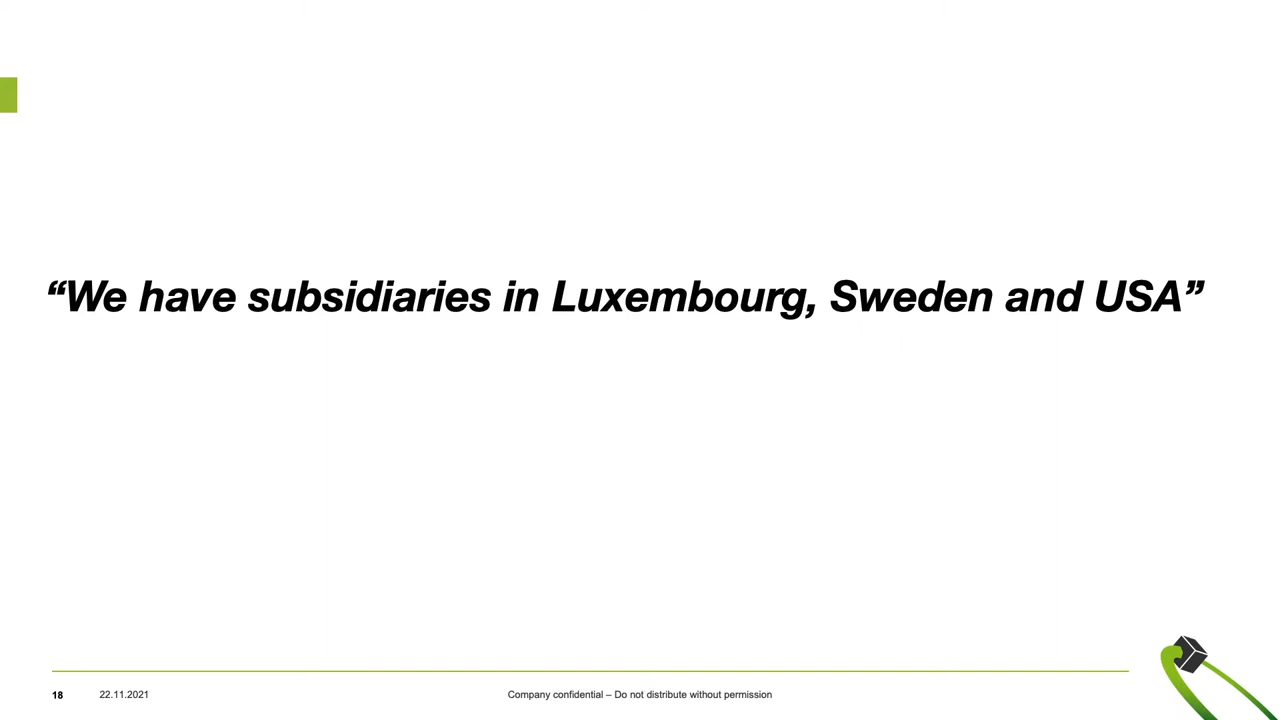 “We have subsidiaries in Luxembourg, Sweden and USA”
18 22.11.2021 Company confidential – Do not distribute without permission